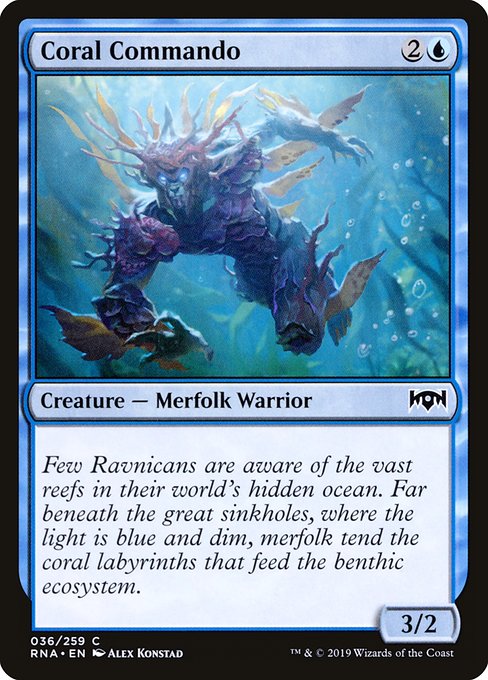 Coral Commando 2
Creature — Merfolk Warrior
Few Ravnicans are aware of the vast
reefs in their world's hidden ocean. Far
beneath the great sinkholes, where the
light is blue and dim, merfolk tend the
coral labyrinths that feed the benthic
ecosystem.
3/2
036/259 C
RNA • EN Alex Konstad
™ & © 2019 Wizards of the Coast